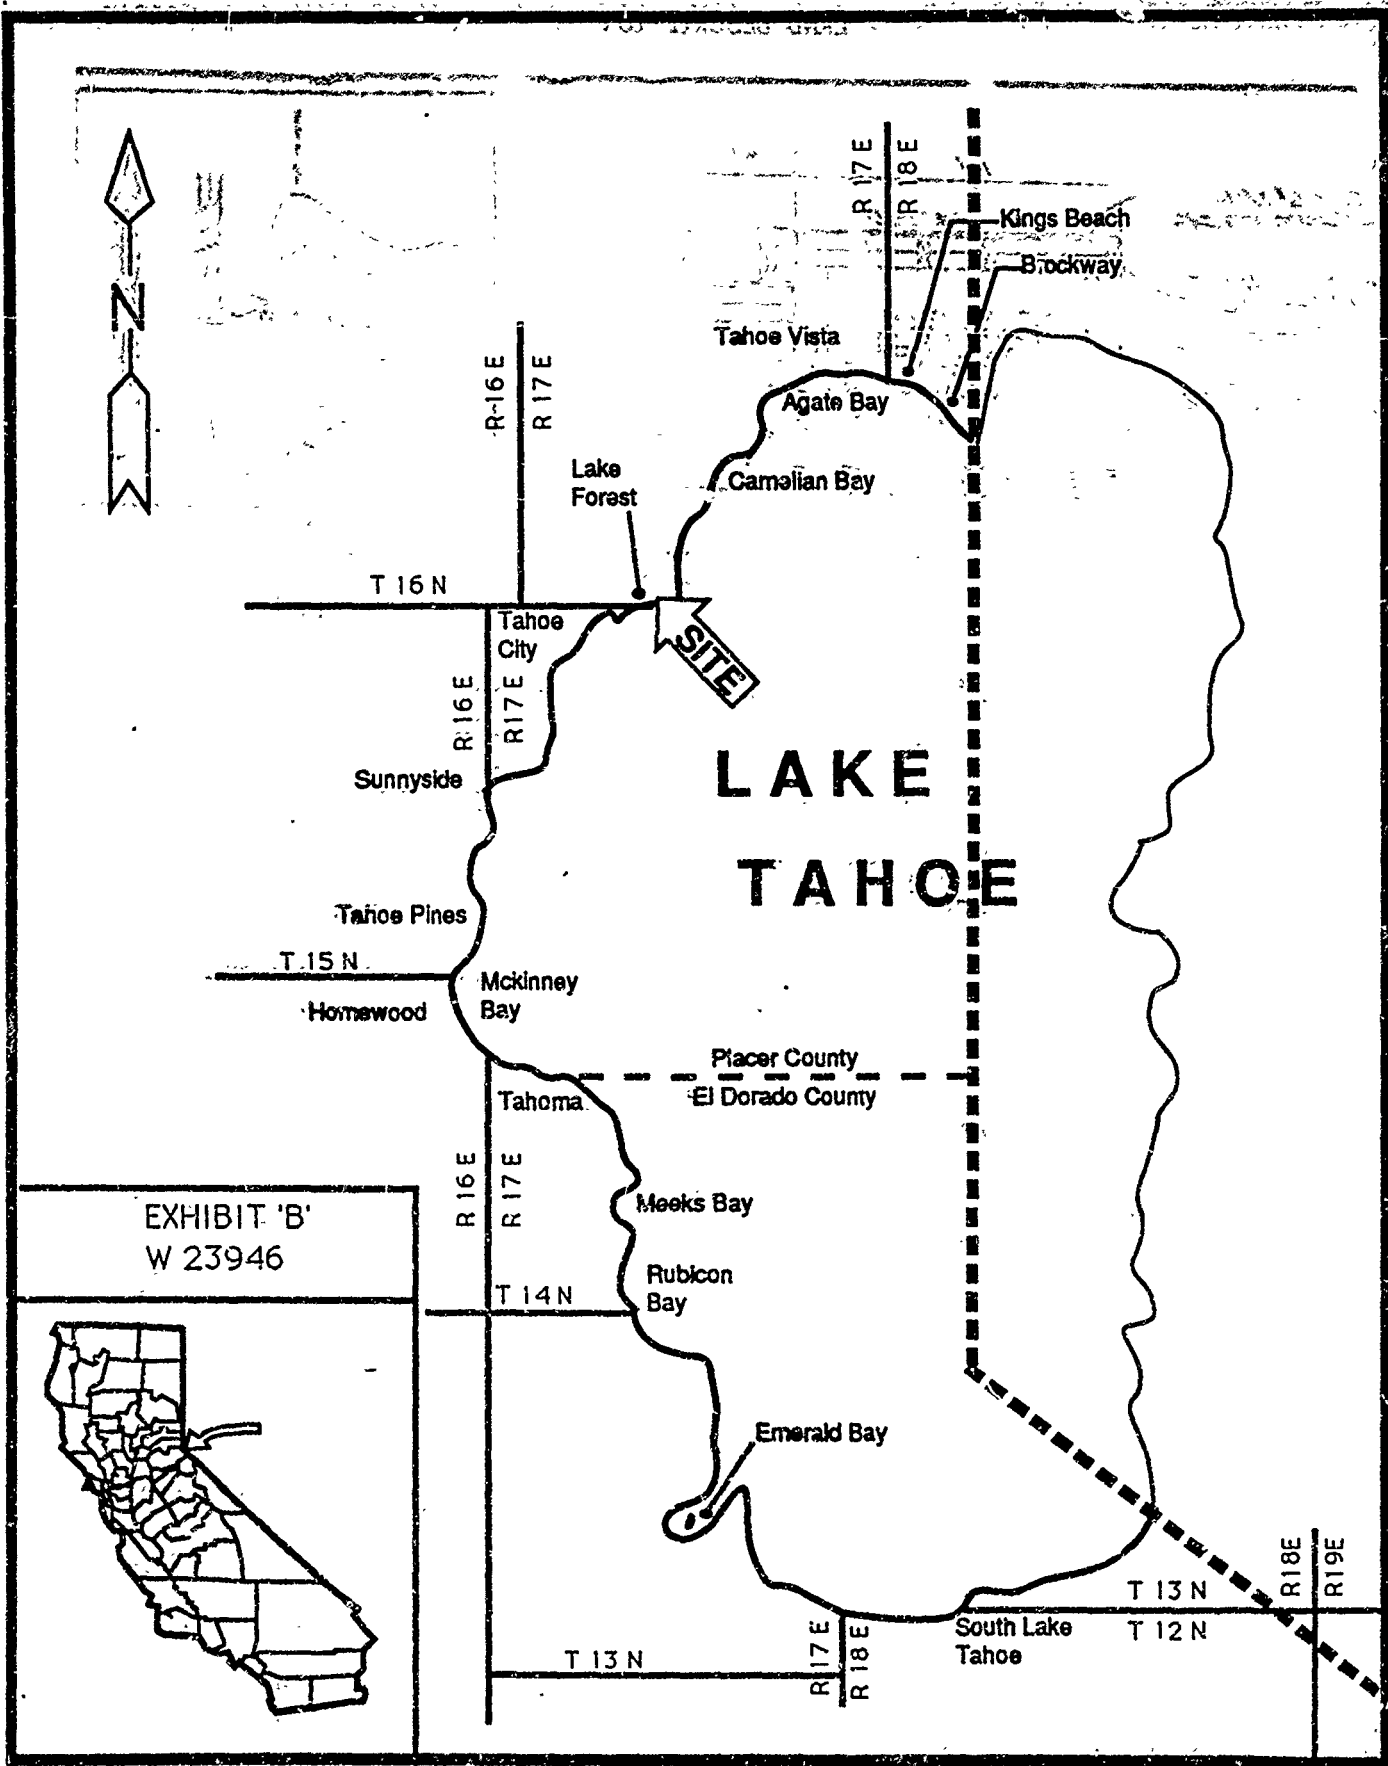 R 17 E
R 18 E
Kings Beach
Brockway
N
Tahoe Vista
R 16 E
R 17 E
Agate Bay
Lake
Forest
Carnelian Bay
T 16 N
Tahoe
City
SITE
R 16 E
R 17 E
Sunnyside
LAKE
TAHOE
Tahoe Pines
T 15 N
Mckinney
Bay
Homewood
Placer County
El Dorado County
Tahoma
R 16 E
R 17 E
Meeks Bay
EXHIBIT 'B'
W 23946
Rubicon
Bay
T 14 N
Emerald Bay
R18E
R19E
T 13 N
South Lake
Tahoe
T 12 N
R 17 E
R 18 E
T 13 N